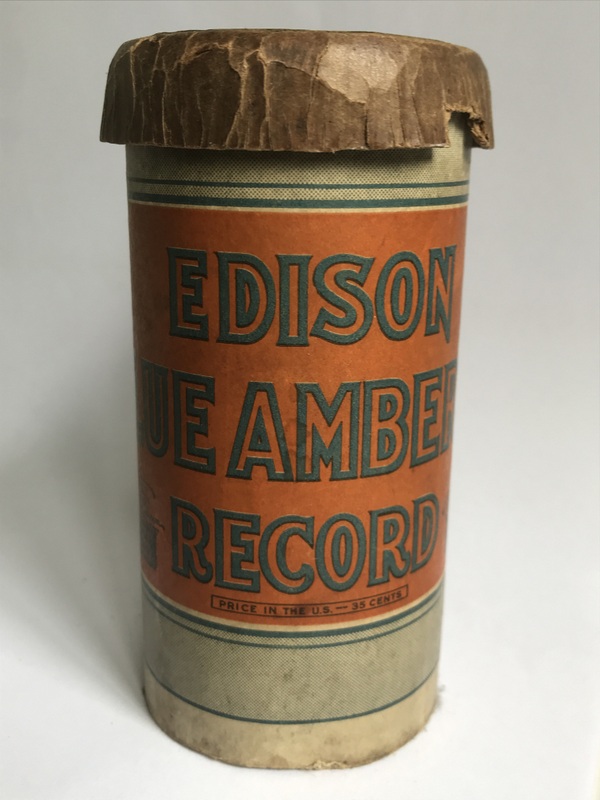 EDISON
UE AMBER
RECORD
PRICE IN THE U.S. — 35 CENTS